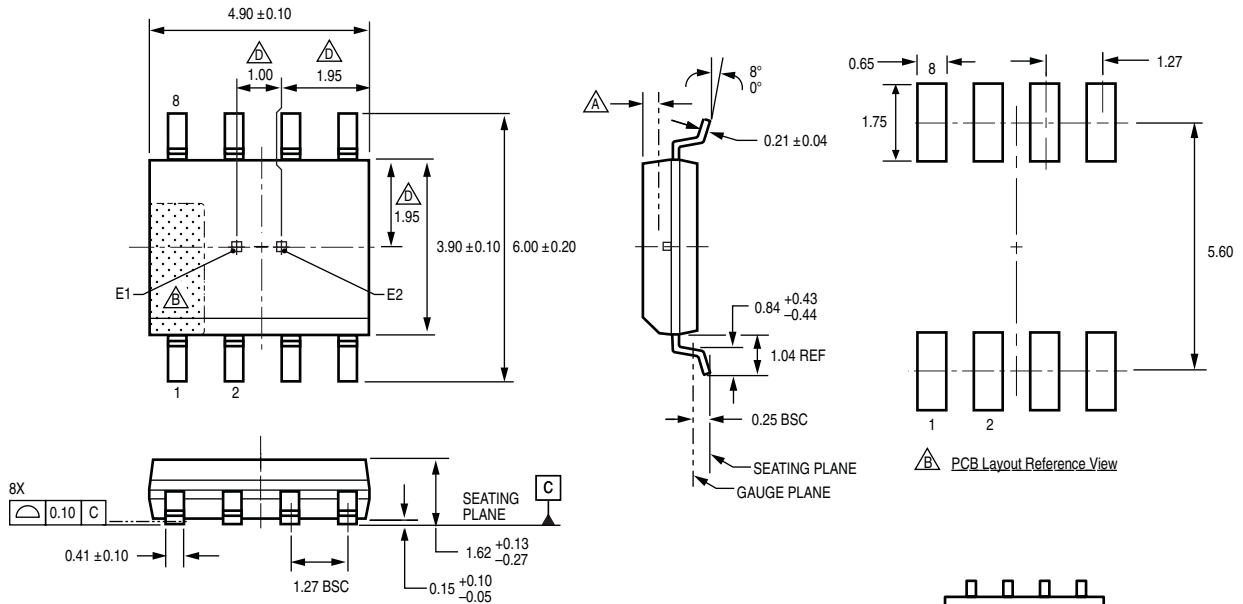 4.90 ±0.10
D
1.00
D
1.95
8
D
1.95
3.90 ±0.10
6.00 ±0.20
E1
B
E2
1
2
A
8°
0°
0.21 ±0.04
0.84 +0.43
–0.44
1.04 REF
0.25 BSC
SEATING PLANE
GAUGE PLANE
0.65
8
1.27
1.75
5.60
1
2
B PCB Layout Reference View
8X
0.10 C
SEATING
PLANE
C
0.41 ±0.10
1.27 BSC
1.62 +0.13
–0.27
0.15 +0.10
–0.05